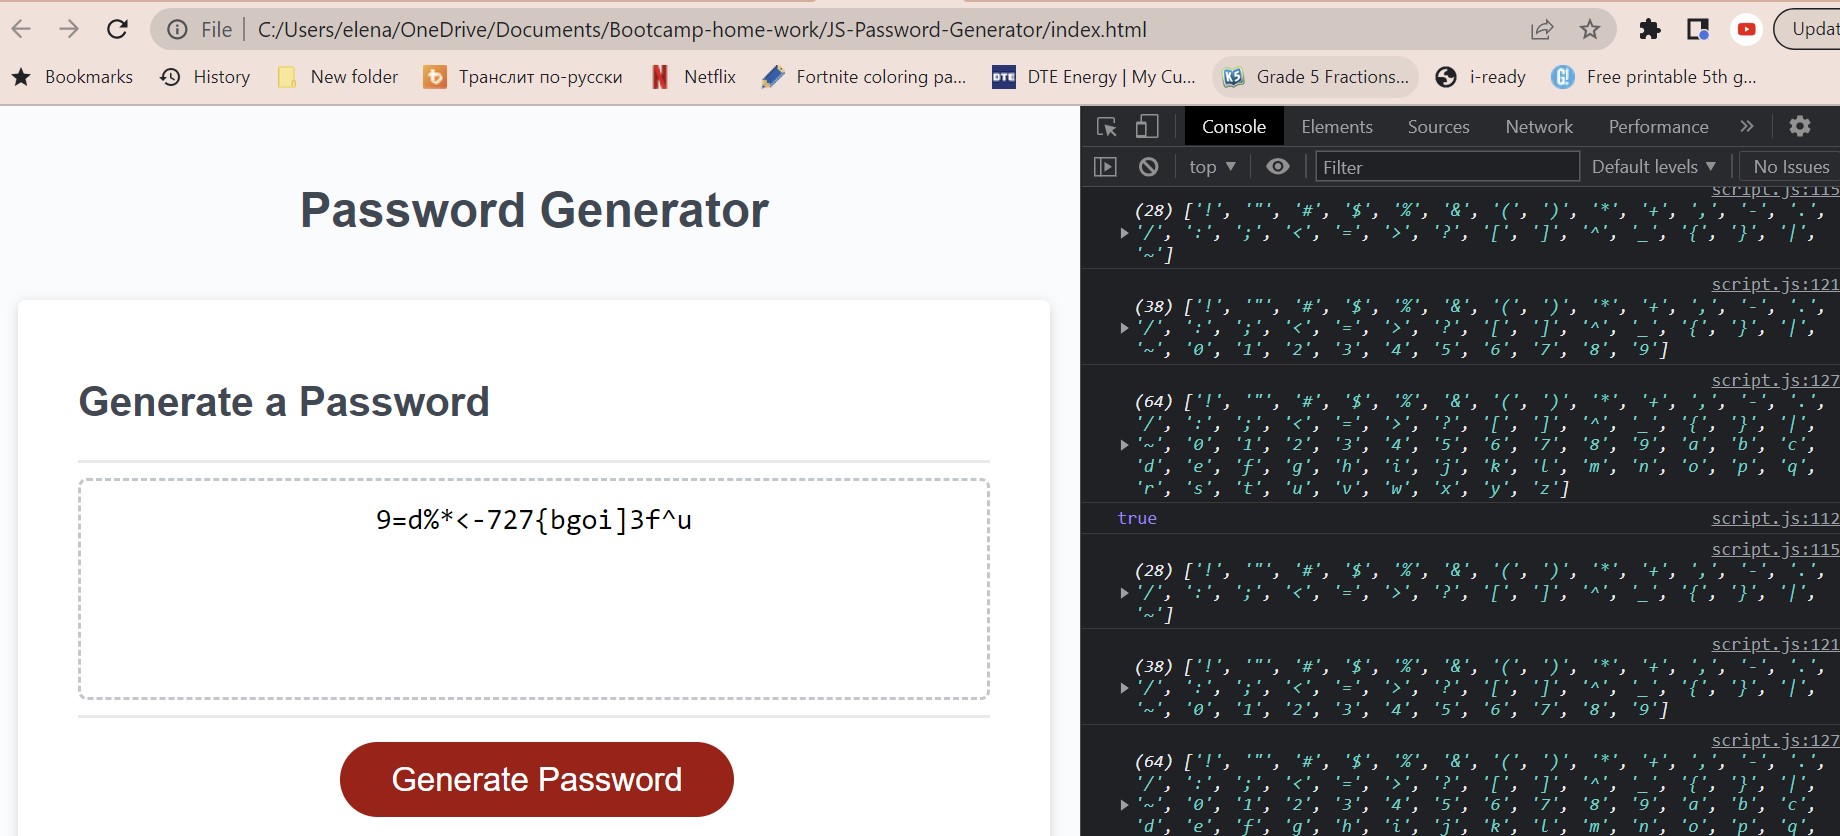 File C:/Users/elena/OneDrive/Documents/Bootcamp-home-work/JS-Password-Generator/index.html
Bookmarks History New folder Транслит по-русски Netflix Fortnite coloring pa... DTE DTE Energy | My Cu... K5 Grade 5 Fractions... i-ready G! Free printable 5th g...
Password Generator
Generate a Password
9=d%*<-727{bgoi]3f^u
Generate Password
Console Elements Sources Network Performance
top Filter Default levels No Issues
script.js:115
(28) ['!', '"', '#', '$', '%', '&', '(', ')', '*', '+', ',', '-', '.',
'/', ':', ';', '<', '=', '>', '?', '[', ']', '^', '_', '{', '}', '|',
'~']
script.js:121
(38) ['!', '"', '#', '$', '%', '&', '(', ')', '*', '+', ',', '-', '.',
'/', ':', ';', '<', '=', '>', '?', '[', ']', '^', '_', '{', '}', '|',
'~', '0', '1', '2', '3', '4', '5', '6', '7', '8', '9']
script.js:127
(64) ['!', '"', '#', '$', '%', '&', '(', ')', '*', '+', ',', '-', '.',
'/', ':', ';', '<', '=', '>', '?', '[', ']', '^', '_', '{', '}', '|',
'~', '0', '1', '2', '3', '4', '5', '6', '7', '8', '9', 'a', 'b', 'c',
'd', 'e', 'f', 'g', 'h', 'i', 'j', 'k', 'l', 'm', 'n', 'o', 'p', 'q',
'r', 's', 't', 'u', 'v', 'w', 'x', 'y', 'z']
true script.js:112
script.js:115
(28) ['!', '"', '#', '$', '%', '&', '(', ')', '*', '+', ',', '-', '.',
'/', ':', ';', '<', '=', '>', '?', '[', ']', '^', '_', '{', '}', '|',
'~']
script.js:121
(38) ['!', '"', '#', '$', '%', '&', '(', ')', '*', '+', ',', '-', '.',
'/', ':', ';', '<', '=', '>', '?', '[', ']', '^', '_', '{', '}', '|',
'~', '0', '1', '2', '3', '4', '5', '6', '7', '8', '9']
script.js:127
(64) ['!', '"', '#', '$', '%', '&', '(', ')', '*', '+', ',', '-', '.',
'/', ':', ';', '<', '=', '>', '?', '[', ']', '^', '_', '{', '}', '|',
'~', '0', '1', '2', '3', '4', '5', '6', '7', '8', '9', 'a', 'b', 'c',
'd', 'e', 'f', 'g', 'h', 'i', 'j', 'k', 'l', 'm', 'n', 'o', 'p', 'q',